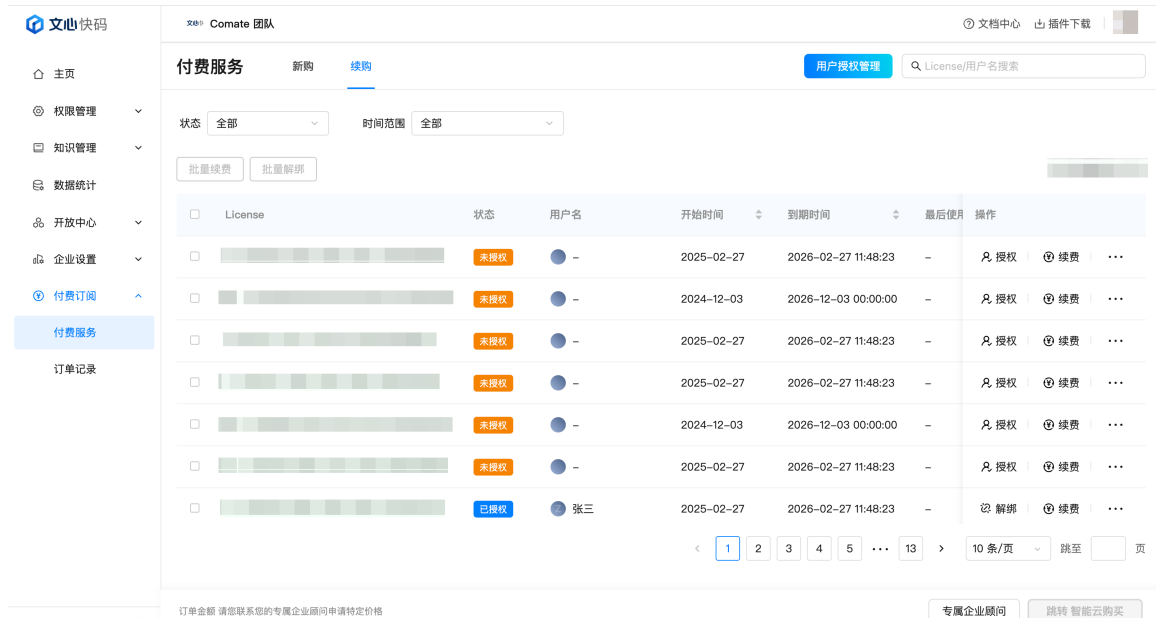 文心快码
文心快码 Comate 团队
文档中心 插件下载
主页
权限管理
知识管理
数据统计
开放中心
企业设置
付费订阅
付费服务
订单记录
付费服务 新购 续购
用户授权管理 License/用户名搜索
状态 全部 时间范围 全部
批量续费 批量解绑
License 状态 用户名 开始时间 到期时间 最后使用 操作
未授权 – 2025–02–27 2026–02–27 11:48:23 – 授权 续费 ···
未授权 – 2024–12–03 2026–12–03 00:00:00 – 授权 续费 ···
未授权 – 2025–02–27 2026–02–27 11:48:23 – 授权 续费 ···
未授权 – 2025–02–27 2026–02–27 11:48:23 – 授权 续费 ···
未授权 – 2024–12–03 2026–12–03 00:00:00 – 授权 续费 ···
未授权 – 2025–02–27 2026–02–27 11:48:23 – 授权 续费 ···
已授权 张三 2025–02–27 2026–02–27 11:48:23 – 解绑 续费 ···
1 2 3 4 5 ··· 13 10 条/页 跳至 页
订单金额 请您联系您的专属企业顾问申请特定价格
专属企业顾问 跳转 智能云购买